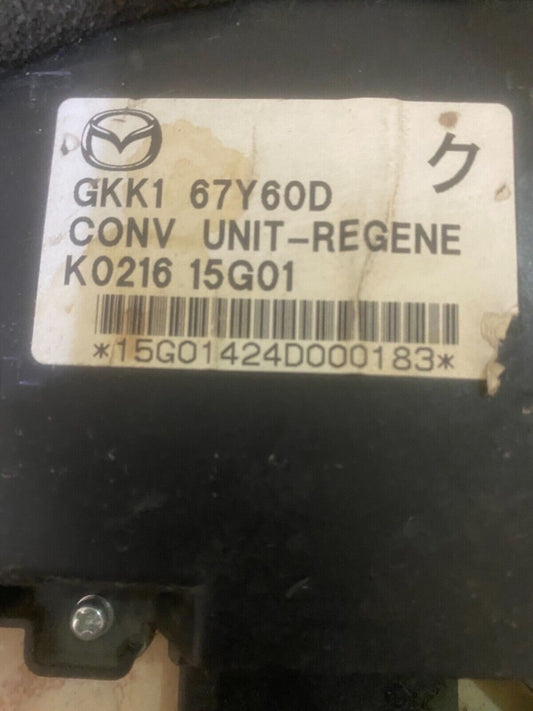 ク
GKK1 67Y60D
CONV UNIT-REGENE
K0216 15G01
*15G01424D000183*